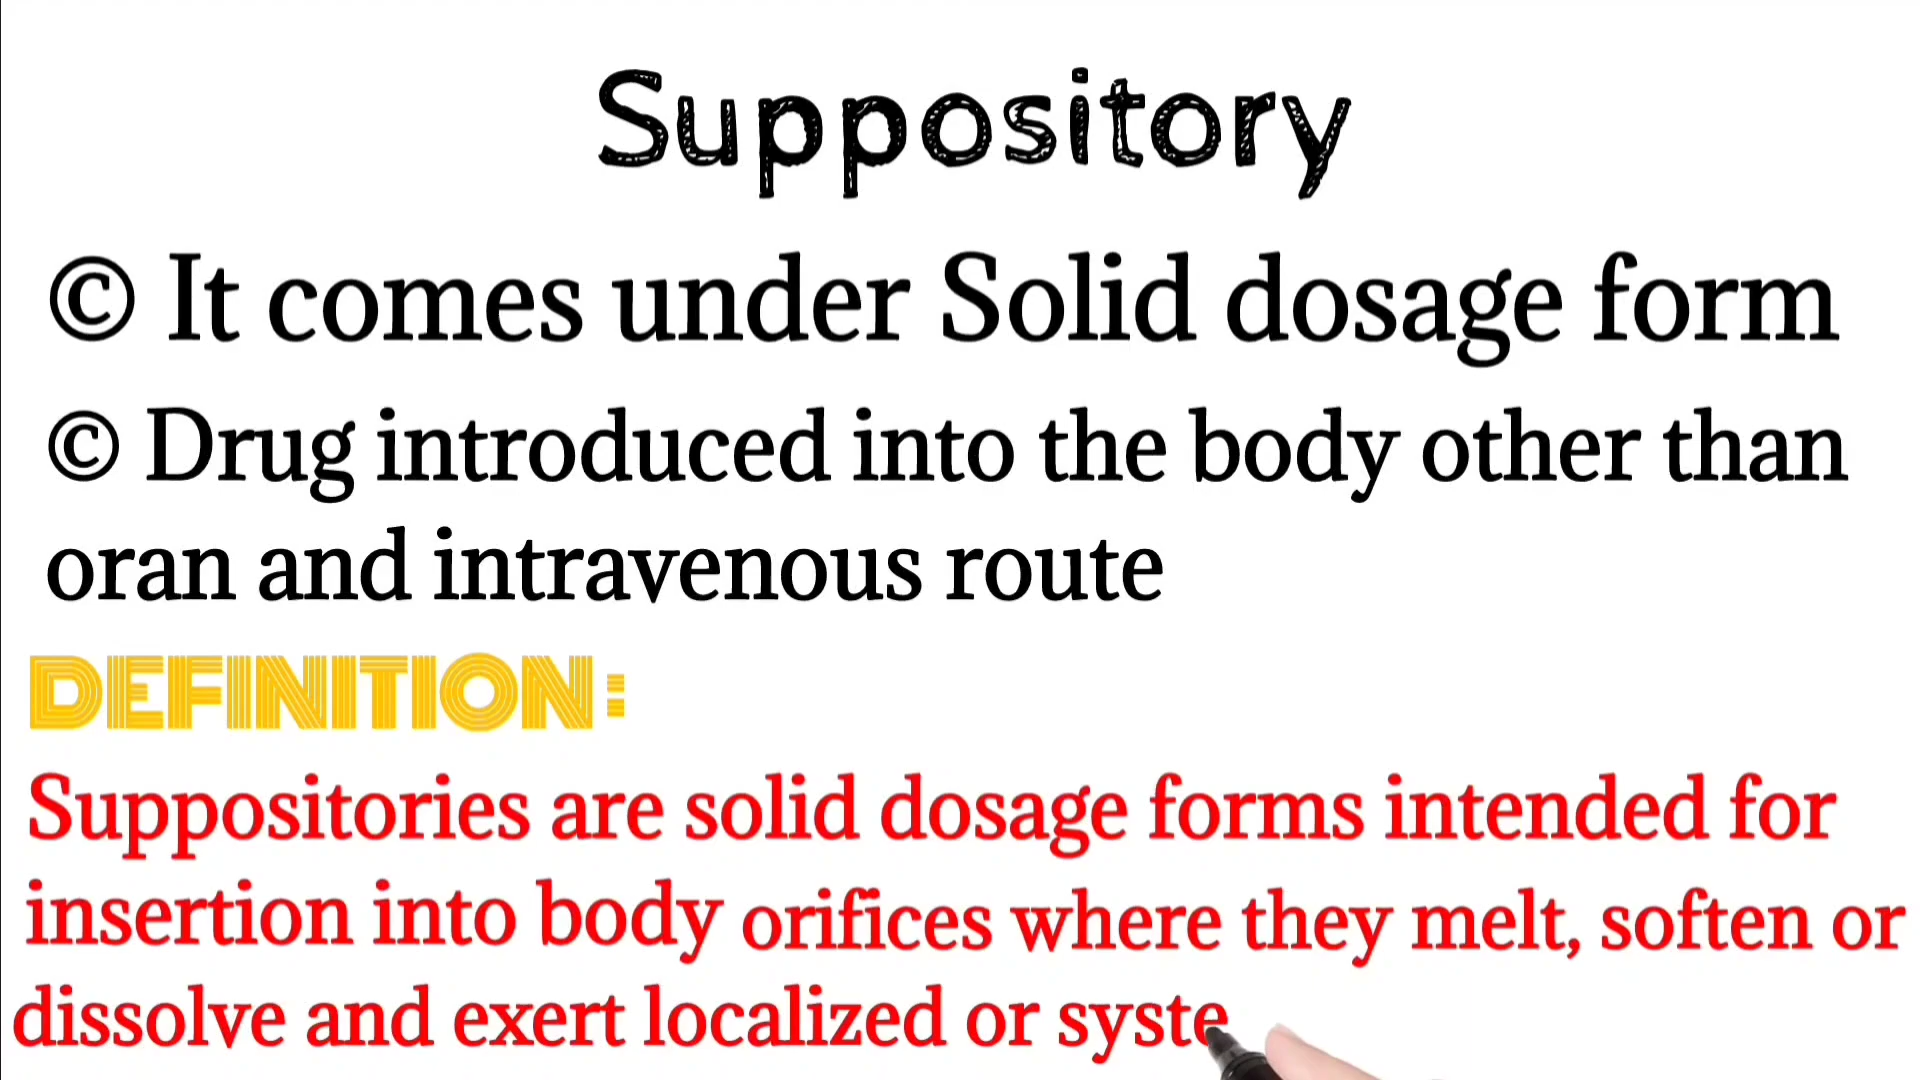 Suppository
© It comes under Solid dosage form
© Drug introduced into the body other than
oran and intravenous route
DEFINITION:
Suppositories are solid dosage forms intended for
insertion into body orifices where they melt, soften or
dissolve and exert localized or syste